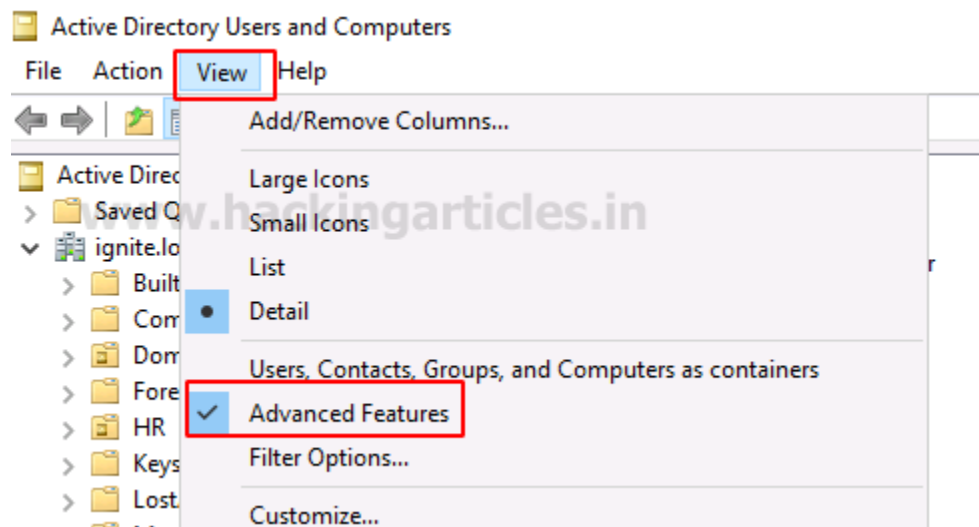 Active Directory Users and Computers
File Action View Help
Add/Remove Columns...
Active Direc
Large Icons
www.hackingarticles.in
Saved Q
Small Icons
ignite.lo
List
Built
Com
Detail
Dom
Users, Contacts, Groups, and Computers as containers
Fore
Advanced Features
HR
Filter Options...
Keys
Lost
Customize...